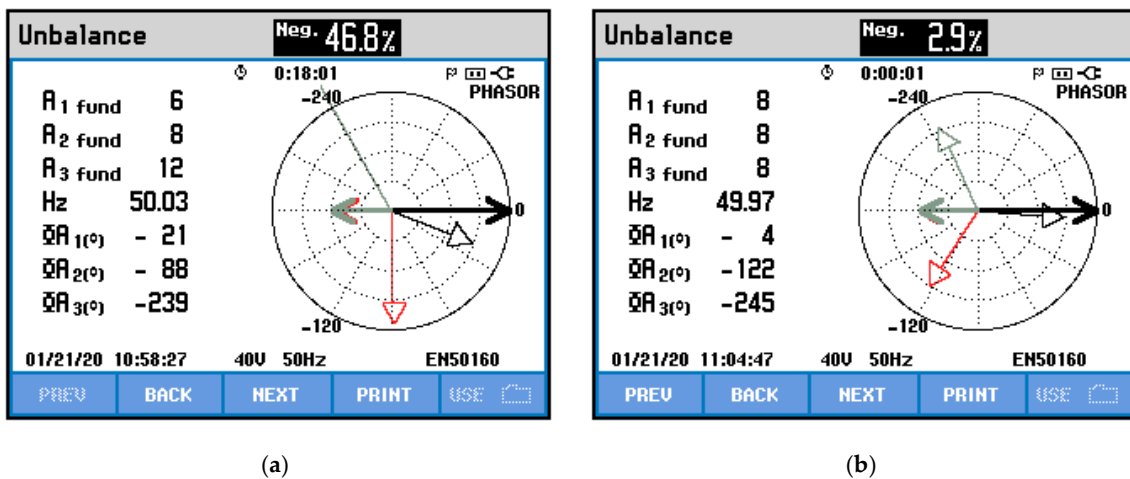 Unbalance Neg. 46.8%
0:18:01
PHASOR
-240
A1 fund 6
A2 fund 8
A3 fund 12
Hz 50.03
0
ΦA1(°) - 21
ΦA2(°) - 88
ΦA3(°) -239
-120
01/21/20 10:58:27 40V 50Hz EN50160
PREV BACK NEXT PRINT USE
(a)
Unbalance Neg. 2.9%
0:00:01
PHASOR
-240
A1 fund 8
A2 fund 8
A3 fund 8
Hz 49.97
0
ΦA1(°) - 4
ΦA2(°) -122
ΦA3(°) -245
-120
01/21/20 11:04:47 40V 50Hz EN50160
PREV BACK NEXT PRINT USE
(b)